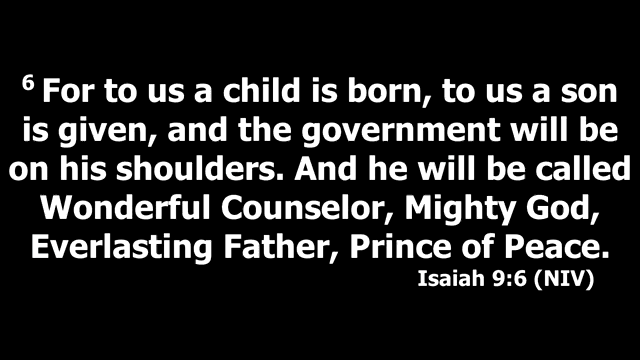 6 For to us a child is born, to us a son
is given, and the government will be
on his shoulders. And he will be called
Wonderful Counselor, Mighty God,
Everlasting Father, Prince of Peace.
Isaiah 9:6 (NIV)